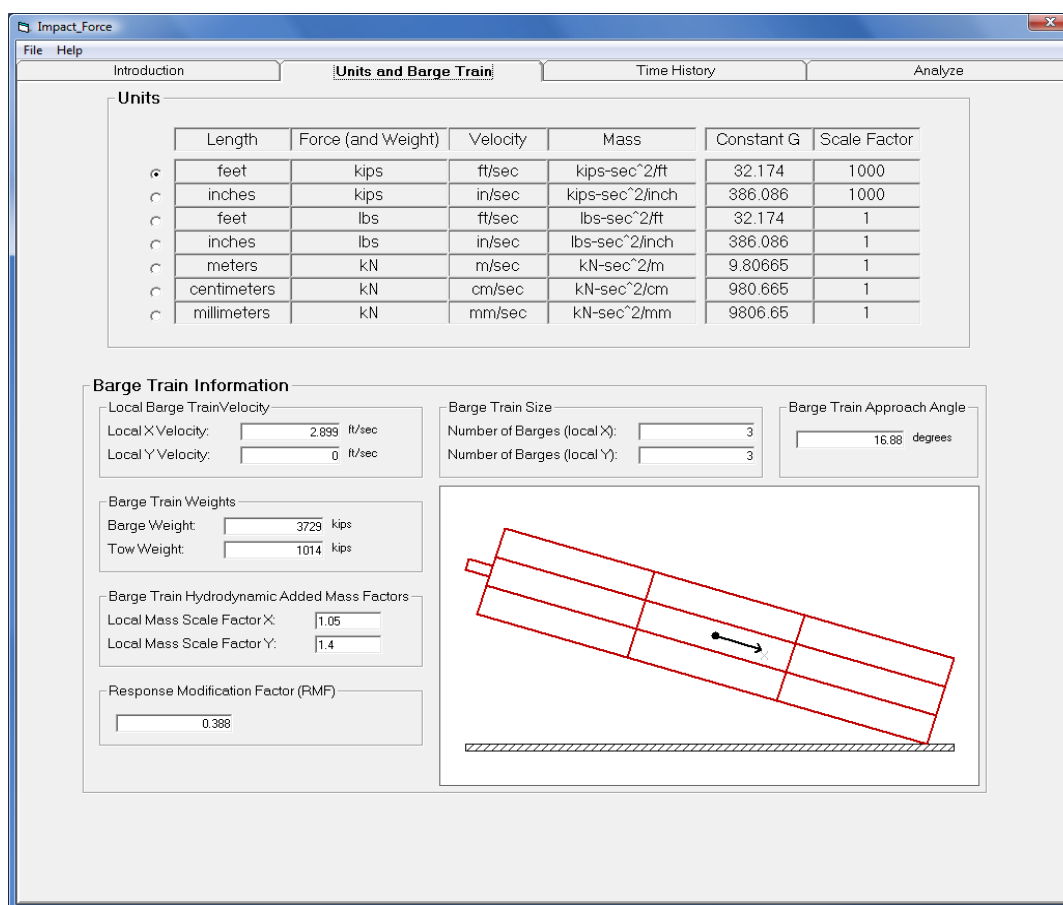 Impact_Force
File Help
Introduction Units and Barge Train Time History Analyze
Units
Length Force (and Weight) Velocity Mass Constant G Scale Factor
feet kips ft/sec kips-sec^2/ft 32.174 1000
inches kips in/sec kips-sec^2/inch 386.086 1000
feet lbs ft/sec lbs-sec^2/ft 32.174 1
inches lbs in/sec lbs-sec^2/inch 386.086 1
meters kN m/sec kN-sec^2/m 9.80665 1
centimeters kN cm/sec kN-sec^2/cm 980.665 1
millimeters kN mm/sec kN-sec^2/mm 9806.65 1
Barge Train Information
Local Barge TrainVelocity
Local X Velocity: 2.899 ft/sec
Local Y Velocity: 0 ft/sec
Barge Train Size
Number of Barges (local X): 3
Number of Barges (local Y): 3
Barge Train Approach Angle
16.88 degrees
Barge Train Weights
Barge Weight: 3729 kips
Tow Weight: 1014 kips
Barge Train Hydrodynamic Added Mass Factors
Local Mass Scale Factor X: 1.05
Local Mass Scale Factor Y: 1.4
Response Modification Factor (RMF)
0.388
X